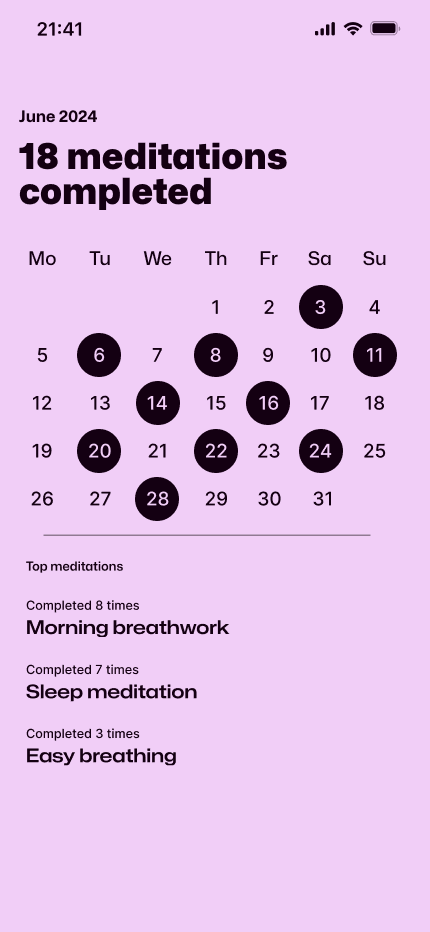 21:41
June 2024
18 meditations
completed
Mo Tu We Th Fr Sa Su
1 2 3 4
5 6 7 8 9 10 11
12 13 14 15 16 17 18
19 20 21 22 23 24 25
26 27 28 29 30 31
Top meditations
Completed 8 times
Morning breathwork
Completed 7 times
Sleep meditation
Completed 3 times
Easy breathing